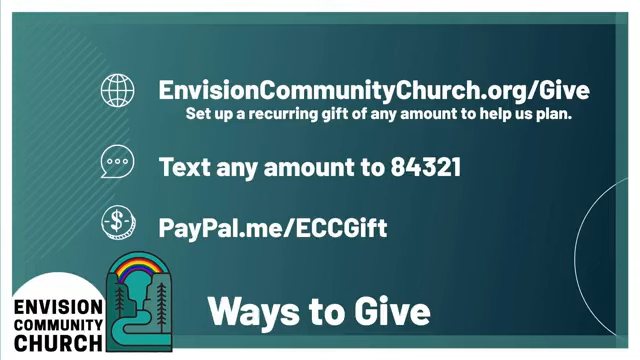 EnvisionCommunityChurch.org/Give
Set up a recurring gift of any amount to help us plan.
Text any amount to 84321
$
PayPal.me/ECCGift
Ways to Give
ENVISION
COMMUNITY
CHURCH